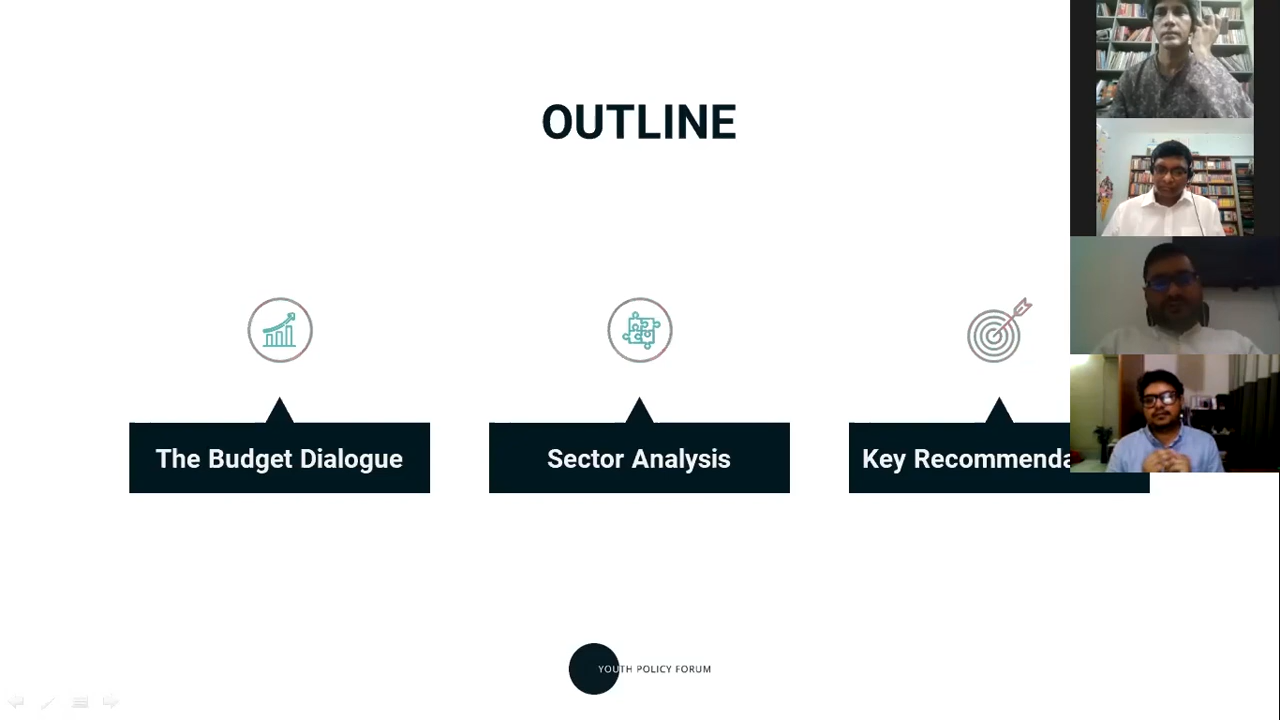 OUTLINE
The Budget Dialogue
Sector Analysis
Key Recommenda
YOUTH POLICY FORUM